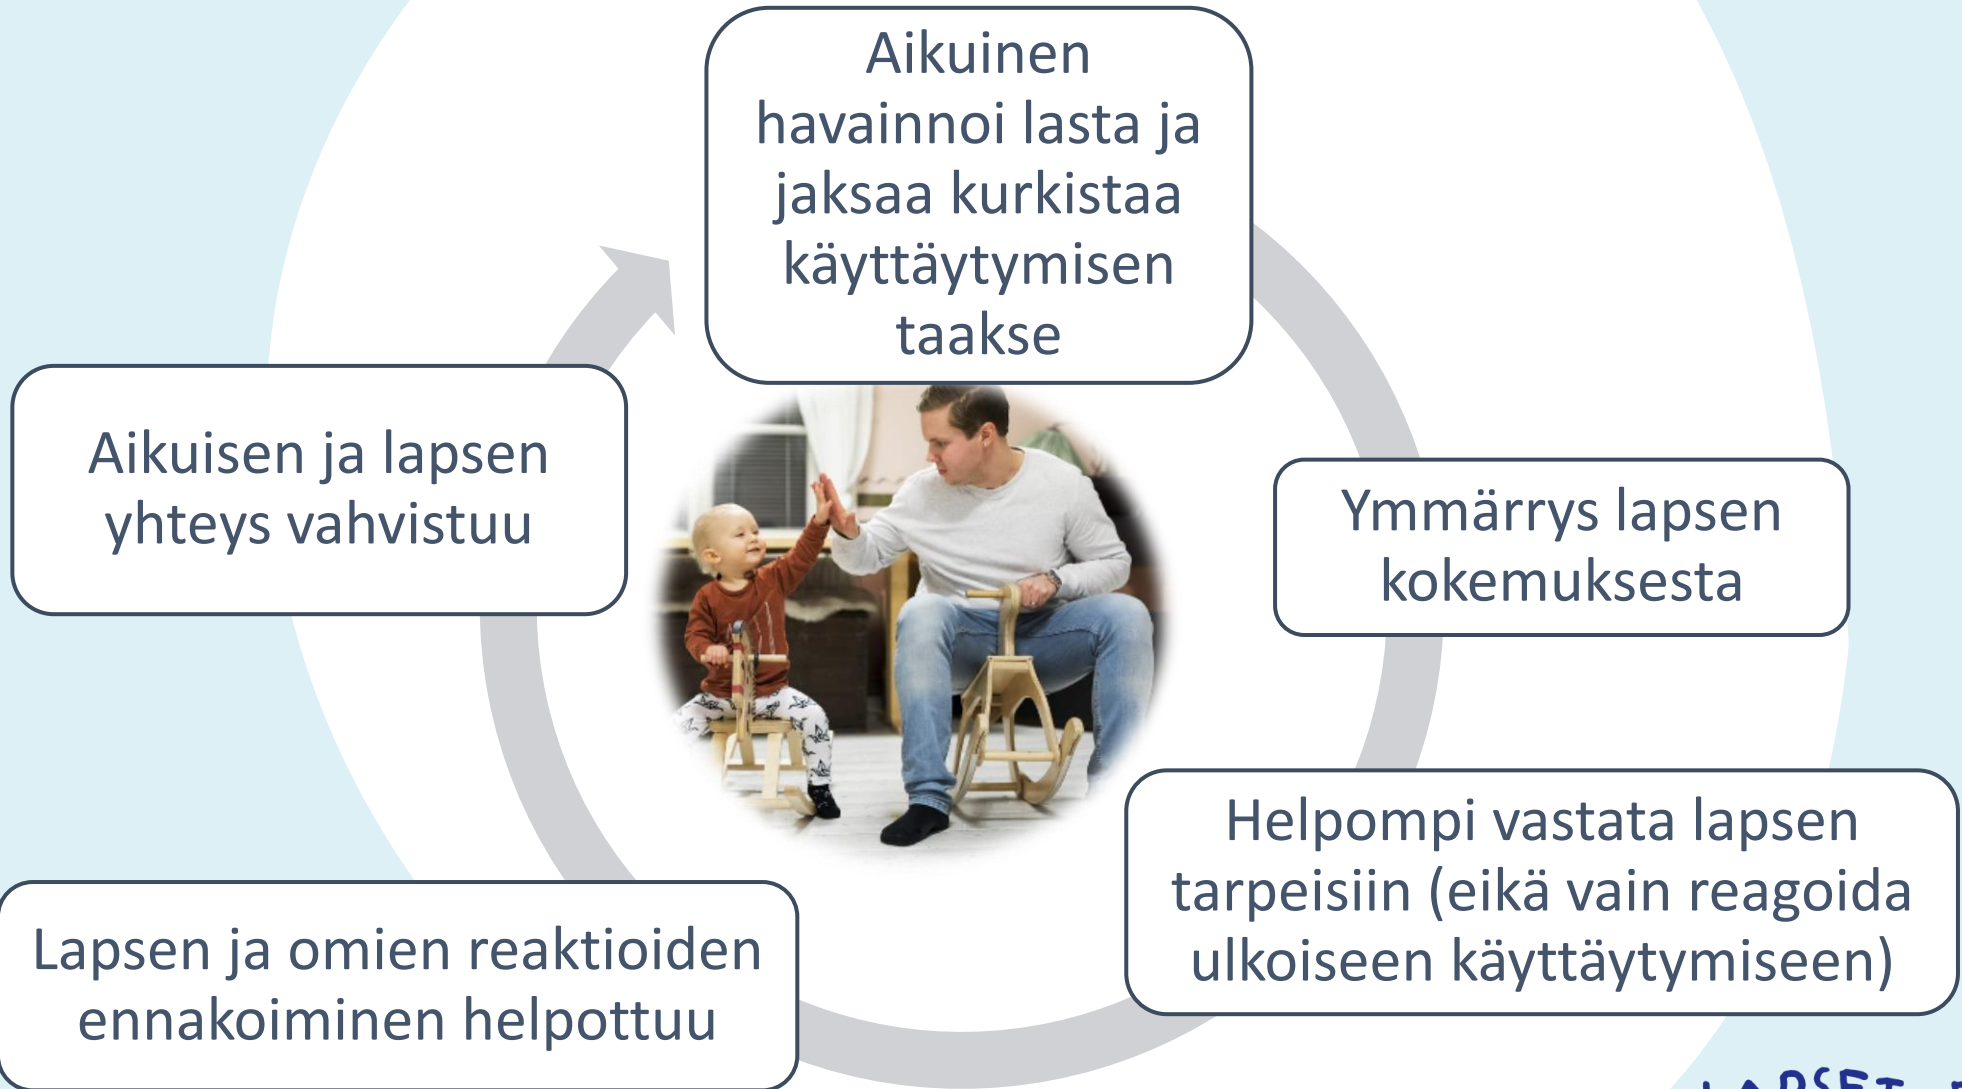 Aikuinen
havainnoi lasta ja
jaksaa kurkistaa
käyttäytymisen
taakse
Ymmärrys lapsen
kokemuksesta
Helpompi vastata lapsen
tarpeisiin (eikä vain reagoida
ulkoiseen käyttäytymiseen)
Lapsen ja omien reaktioiden
ennakoiminen helpottuu
Aikuisen ja lapsen
yhteys vahvistuu
LAPSET